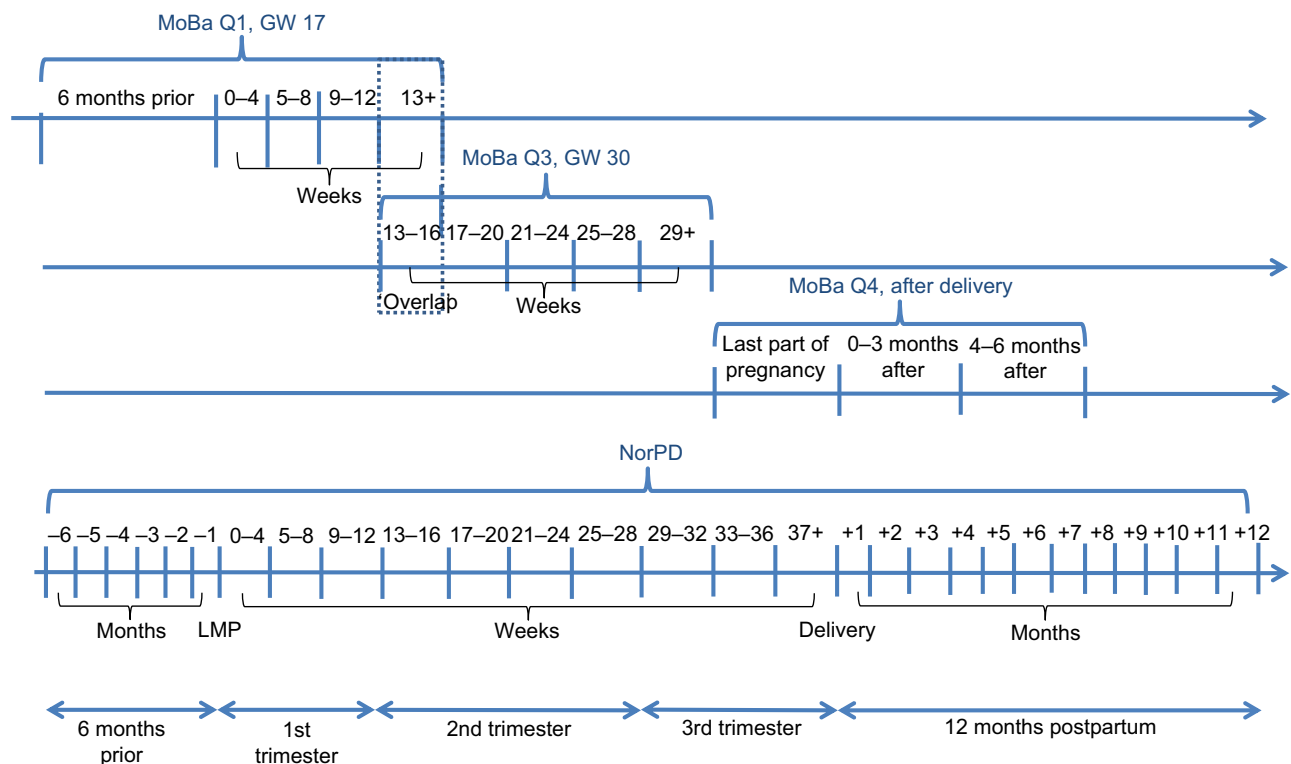 MoBa Q1, GW 17
6 months prior 0–4 5–8 9–12 13+
Weeks
MoBa Q3, GW 30
13–16 17–20 21–24 25–28 29+
Overlap Weeks
MoBa Q4, after delivery
Last part of pregnancy
0–3 months after
4–6 months after
NorPD
–6 –5 –4 –3 –2 –1 0–4 5–8 9–12 13–16 17–20 21–24 25–28 29–32 33–36 37+ +1 +2 +3 +4 +5 +6 +7 +8 +9 +10 +11 +12
Months LMP Weeks Delivery Months
6 months prior
1st trimester
2nd trimester
3rd trimester
12 months postpartum